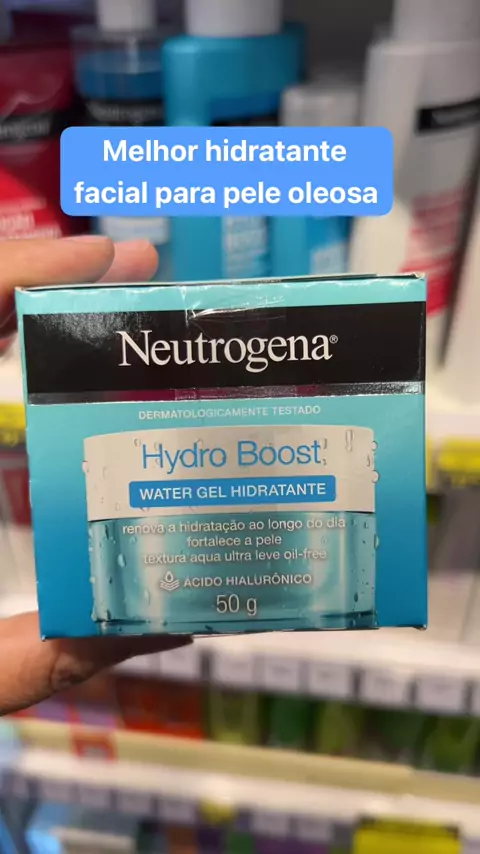 Neutrogena
Melhor hidratante
facial para pele oleosa
Neutrogena®
DERMATOLOGICAMENTE TESTADO
Hydro Boost
WATER GEL HIDRATANTE
renova a hidratação ao longo do dia
fortalece a pele
textura aqua ultra leve oil-free
ÁCIDO HIALURÔNICO
50 g